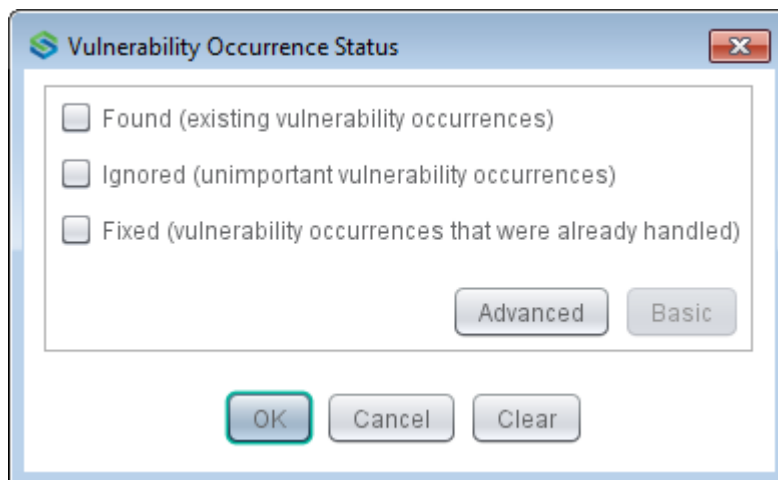 Vulnerability Occurrence Status
Found (existing vulnerability occurrences)
Ignored (unimportant vulnerability occurrences)
Fixed (vulnerability occurrences that were already handled)
Advanced Basic
OK Cancel Clear